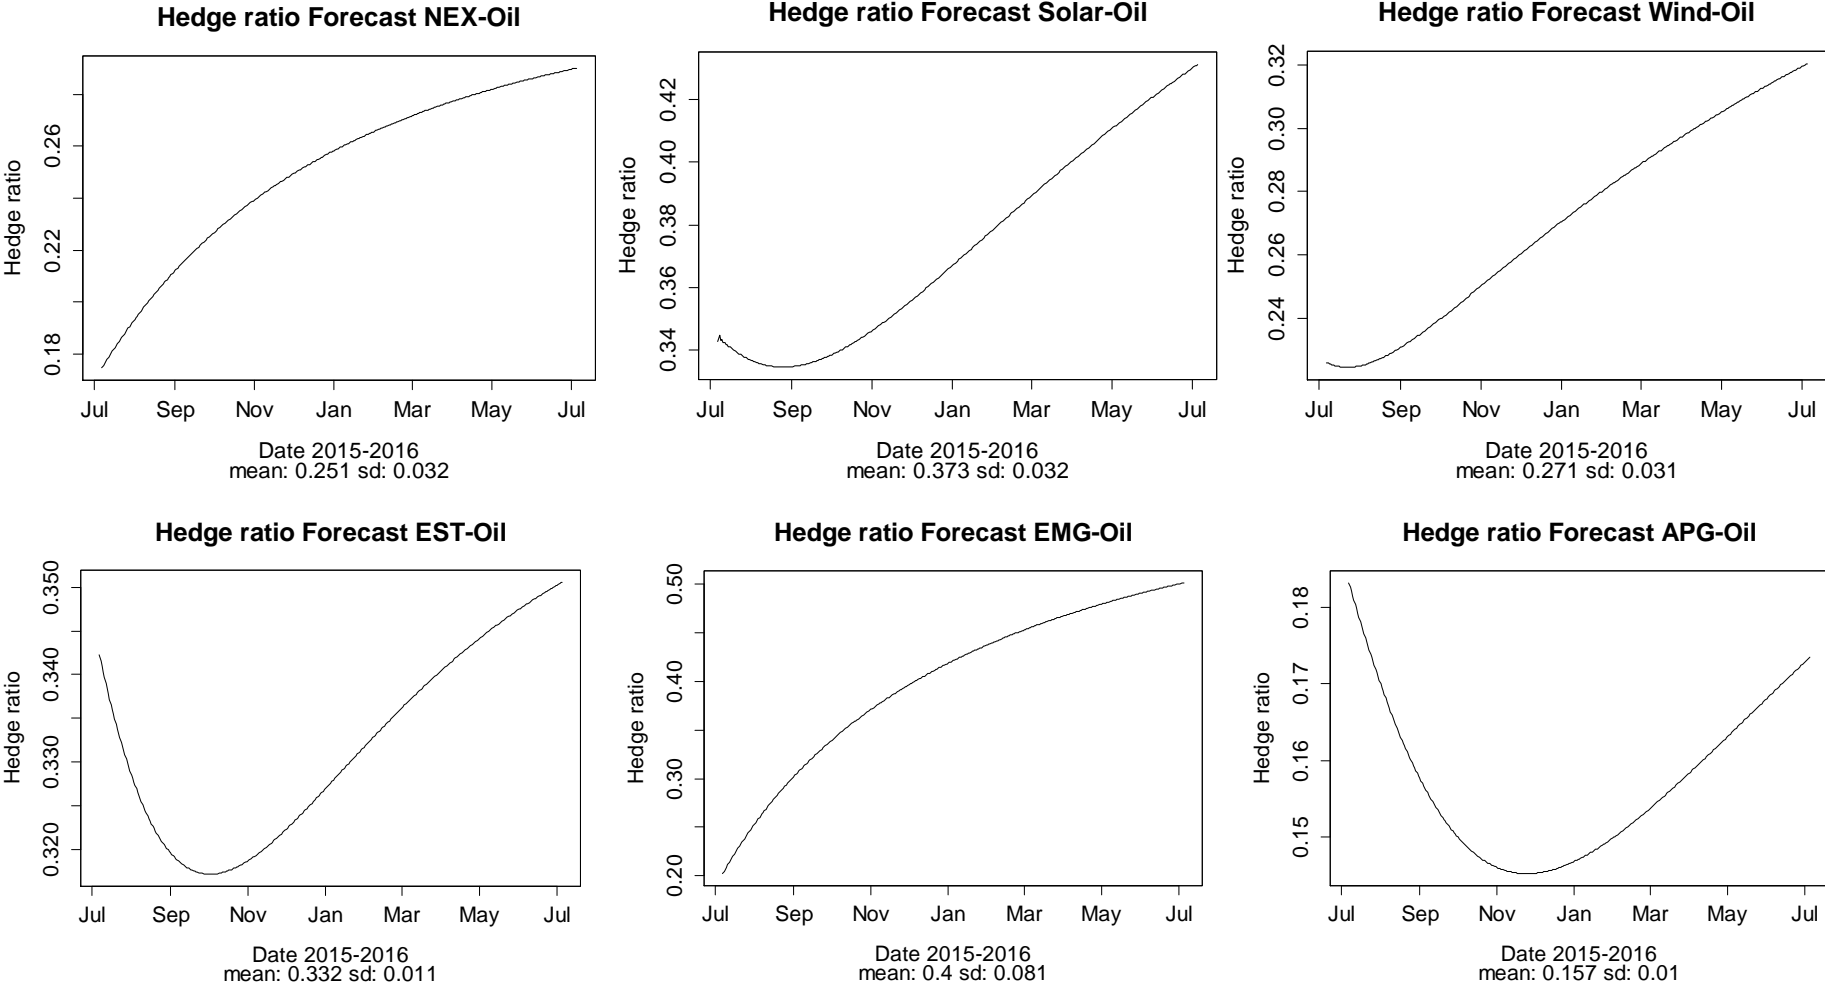 Hedge ratio Forecast NEX-Oil
Hedge ratio
0.18 0.22 0.26
Jul Sep Nov Jan Mar May Jul
Date 2015-2016
mean: 0.251 sd: 0.032
Hedge ratio Forecast Solar-Oil
Hedge ratio
0.34 0.36 0.38 0.40 0.42
Jul Sep Nov Jan Mar May Jul
Date 2015-2016
mean: 0.373 sd: 0.032
Hedge ratio Forecast Wind-Oil
Hedge ratio
0.24 0.26 0.28 0.30 0.32
Jul Sep Nov Jan Mar May Jul
Date 2015-2016
mean: 0.271 sd: 0.031
Hedge ratio Forecast EST-Oil
Hedge ratio
0.320 0.330 0.340 0.350
Jul Sep Nov Jan Mar May Jul
Date 2015-2016
mean: 0.332 sd: 0.011
Hedge ratio Forecast EMG-Oil
Hedge ratio
0.20 0.30 0.40 0.50
Jul Sep Nov Jan Mar May Jul
Date 2015-2016
mean: 0.4 sd: 0.081
Hedge ratio Forecast APG-Oil
Hedge ratio
0.15 0.16 0.17 0.18
Jul Sep Nov Jan Mar May Jul
Date 2015-2016
mean: 0.157 sd: 0.01